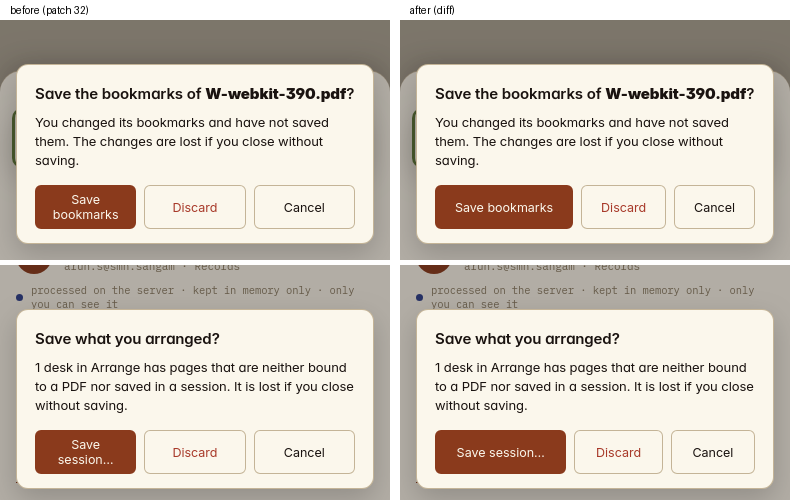 before (patch 32)
after (diff)
Save the bookmarks of W-webkit-390.pdf?
You changed its bookmarks and have not saved
them. The changes are lost if you close without
saving.
Save
bookmarks
Discard
Cancel
Save the bookmarks of W-webkit-390.pdf?
You changed its bookmarks and have not saved
them. The changes are lost if you close without
saving.
Save bookmarks
Discard
Cancel
arun.s@smh.sangam · Records
processed on the server · kept in memory only · only
you can see it
Save what you arranged?
1 desk in Arrange has pages that are neither bound
to a PDF nor saved in a session. It is lost if you close
without saving.
Save
session...
Discard
Cancel
arun.s@smh.sangam · Records
processed on the server · kept in memory only · only
you can see it
Save what you arranged?
1 desk in Arrange has pages that are neither bound
to a PDF nor saved in a session. It is lost if you close
without saving.
Save session...
Discard
Cancel